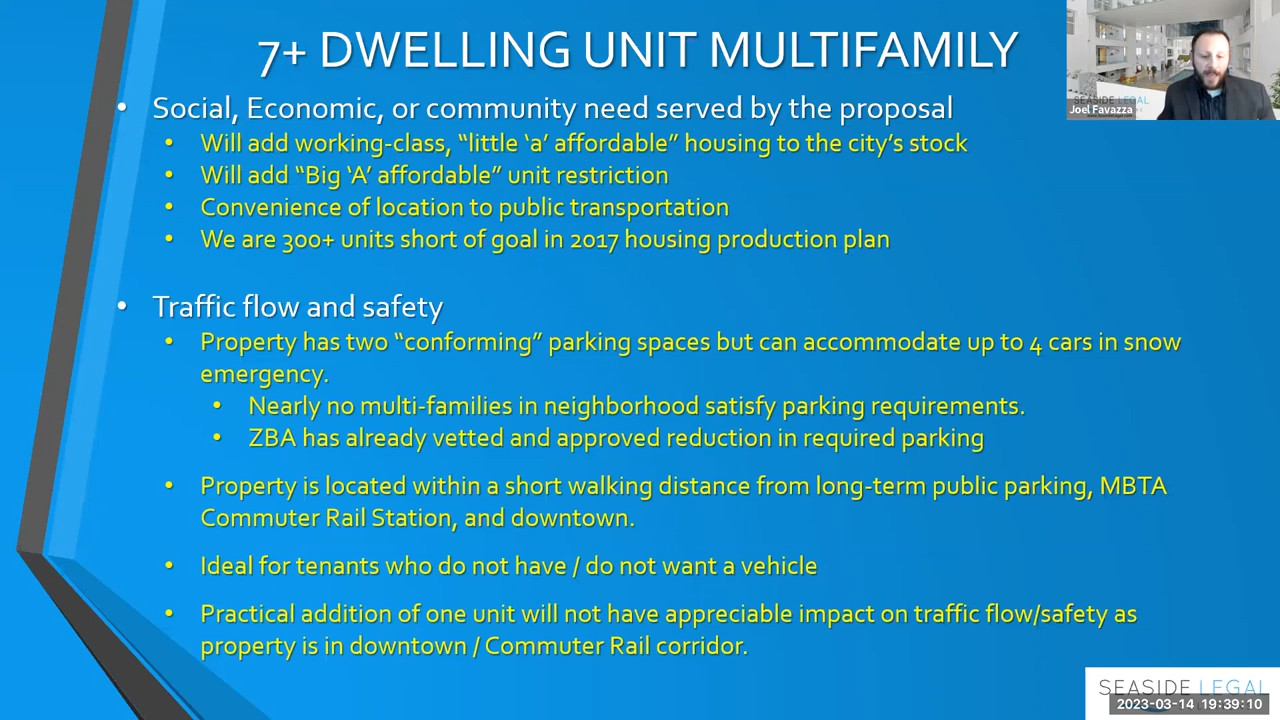 7+ DWELLING UNIT MULTIFAMILY
SEASIDE LEGAL
Joel Favazza
• Social, Economic, or community need served by the proposal
• Will add working-class, “little ‘a’ affordable” housing to the city’s stock
• Will add “Big ‘A’ affordable” unit restriction
• Convenience of location to public transportation
• We are 300+ units short of goal in 2017 housing production plan
• Traffic flow and safety
• Property has two “conforming” parking spaces but can accommodate up to 4 cars in snow
emergency.
• Nearly no multi-families in neighborhood satisfy parking requirements.
• ZBA has already vetted and approved reduction in required parking
• Property is located within a short walking distance from long-term public parking, MBTA
Commuter Rail Station, and downtown.
• Ideal for tenants who do not have / do not want a vehicle
• Practical addition of one unit will not have appreciable impact on traffic flow/safety as
property is in downtown / Commuter Rail corridor.
SEASIDE LEGAL
2023-03-14 19:39:10